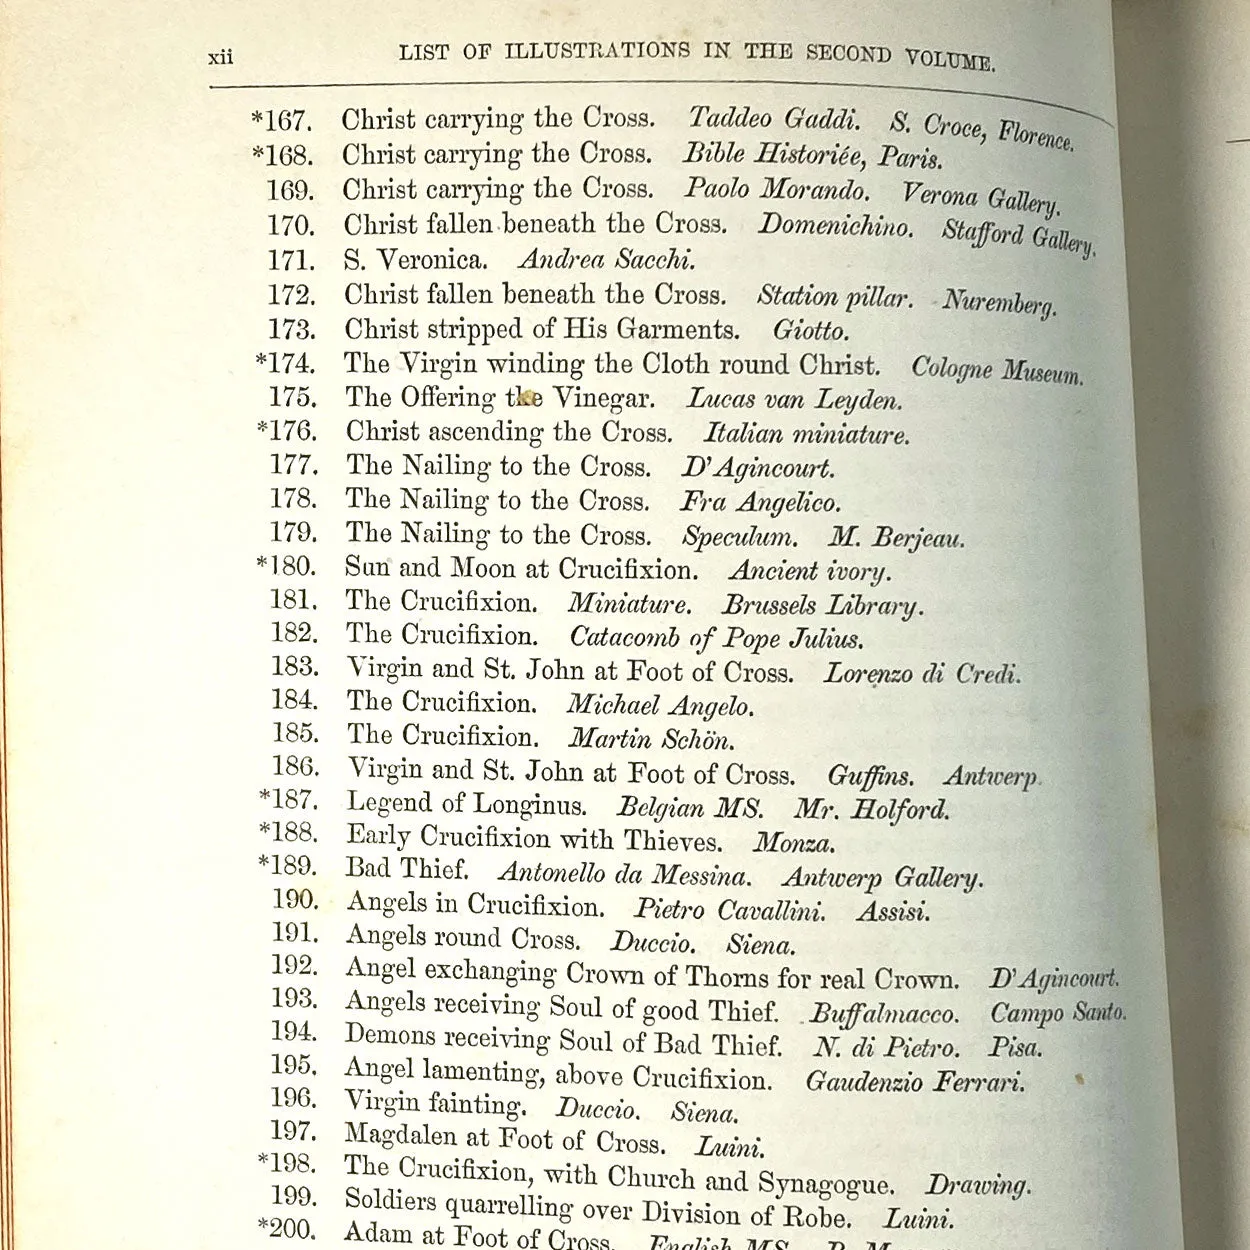 xii LIST OF ILLUSTRATIONS IN THE SECOND VOLUME.
*167. Christ carrying the Cross. Taddeo Gaddi. S. Croce, Florence.
*168. Christ carrying the Cross. Bible Historiée, Paris.
169. Christ carrying the Cross. Paolo Morando. Verona Gallery.
170. Christ fallen beneath the Cross. Domenichino. Stafford Gallery.
171. S. Veronica. Andrea Sacchi.
172. Christ fallen beneath the Cross. Station pillar. Nuremberg.
173. Christ stripped of His Garments. Giotto.
*174. The Virgin winding the Cloth round Christ. Cologne Museum.
175. The Offering the Vinegar. Lucas van Leyden.
*176. Christ ascending the Cross. Italian miniature.
177. The Nailing to the Cross. D'Agincourt.
178. The Nailing to the Cross. Fra Angelico.
179. The Nailing to the Cross. Speculum. M. Berjeau.
*180. Sun and Moon at Crucifixion. Ancient ivory.
181. The Crucifixion. Miniature. Brussels Library.
182. The Crucifixion. Catacomb of Pope Julius.
183. Virgin and St. John at Foot of Cross. Lorenzo di Credi.
184. The Crucifixion. Michael Angelo.
185. The Crucifixion. Martin Schön.
186. Virgin and St. John at Foot of Cross. Guffins. Antwerp.
*187. Legend of Longinus. Belgian MS. Mr. Holford.
*188. Early Crucifixion with Thieves. Monza.
*189. Bad Thief. Antonello da Messina. Antwerp Gallery.
190. Angels in Crucifixion. Pietro Cavallini. Assisi.
191. Angels round Cross. Duccio. Siena.
192. Angel exchanging Crown of Thorns for real Crown. D'Agincourt.
193. Angels receiving Soul of good Thief. Buffalmacco. Campo Santo.
194. Demons receiving Soul of Bad Thief. N. di Pietro. Pisa.
195. Angel lamenting, above Crucifixion. Gaudenzio Ferrari.
196. Virgin fainting. Duccio. Siena.
197. Magdalen at Foot of Cross. Luini.
*198. The Crucifixion, with Church and Synagogue. Drawing.
199. Soldiers quarrelling over Division of Robe. Luini.
*200. Adam at Foot of Cross. English MS.